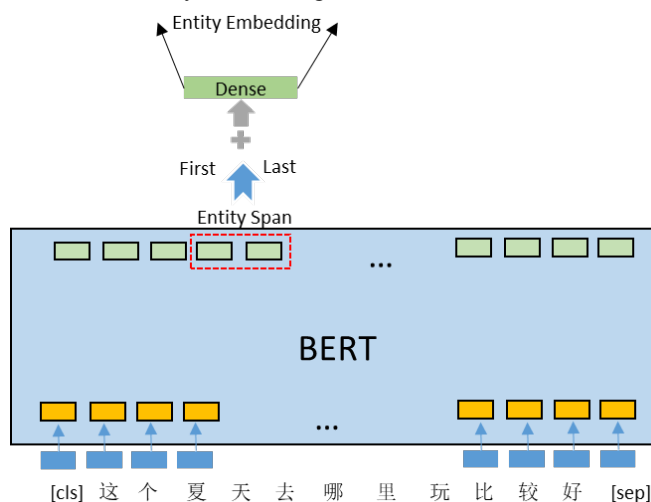 Entity Embedding
Dense
First Last
Entity Span
...
BERT
...
[cls] 这 个 夏 天 去 哪 里 玩 比 较 好 [sep]